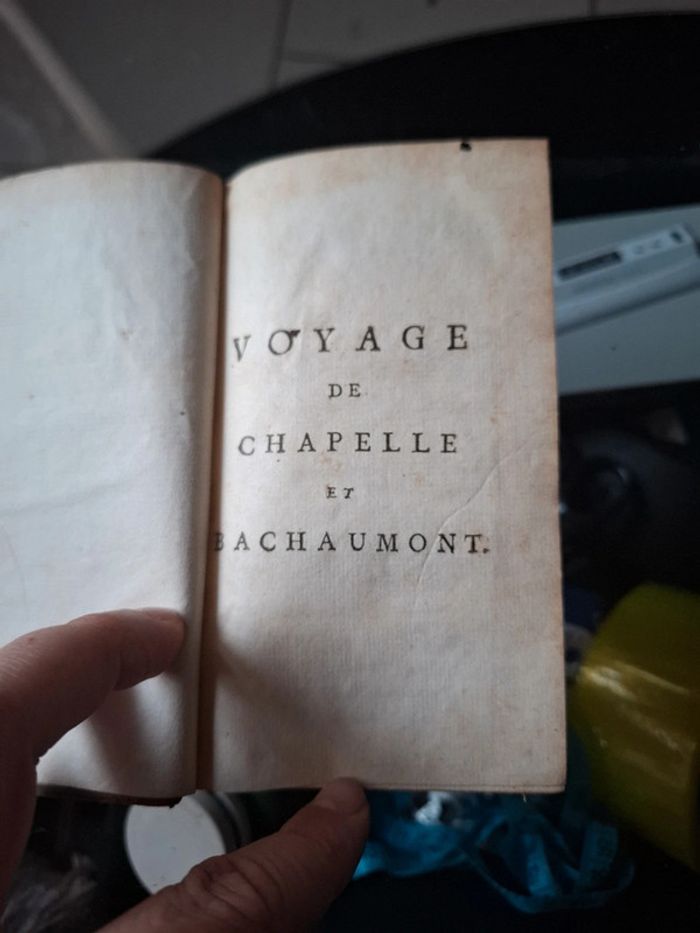 VOYAGE
DE
CHAPELLE
ET
BACHAUMONT.